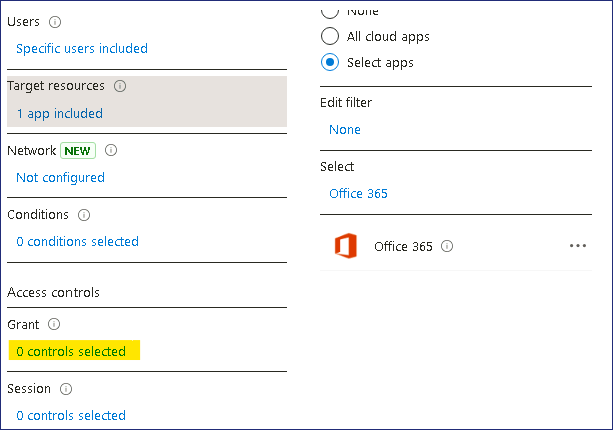 Users
Specific users included
Target resources
1 app included
Network NEW
Not configured
Conditions
0 conditions selected
Access controls
Grant
0 controls selected
Session
0 controls selected
None
All cloud apps
Select apps
Edit filter
None
Select
Office 365
Office 365